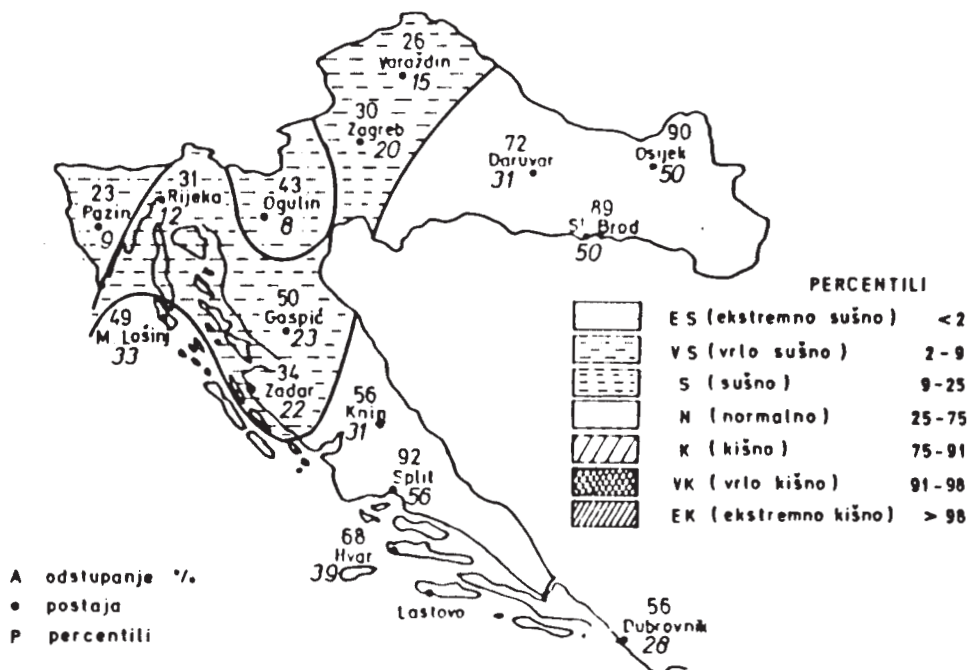 26
Varaždin
15
30
Zagreb
20
72
Daruvar
31
90
Osijek
50
89
Sl. Brod
50
23
Pazin
9
31
Rijeka
12
43
Ogulin
8
50
Gospić
23
49
M. Lošinj
33
34
Zadar
22
56
Knin
31
92
Split
56
68
Hvar
39
Lastovo
56
Dubrovnik
28
PERCENTILI
ES (ekstremno sušno) <2
VS (vrlo sušno) 2-9
S (sušno) 9-25
N (normalno) 25-75
K (kišno) 75-91
VK (vrlo kišno) 91-98
EK (ekstremno kišno) > 98
A odstupanje %
• postaja
P percentili